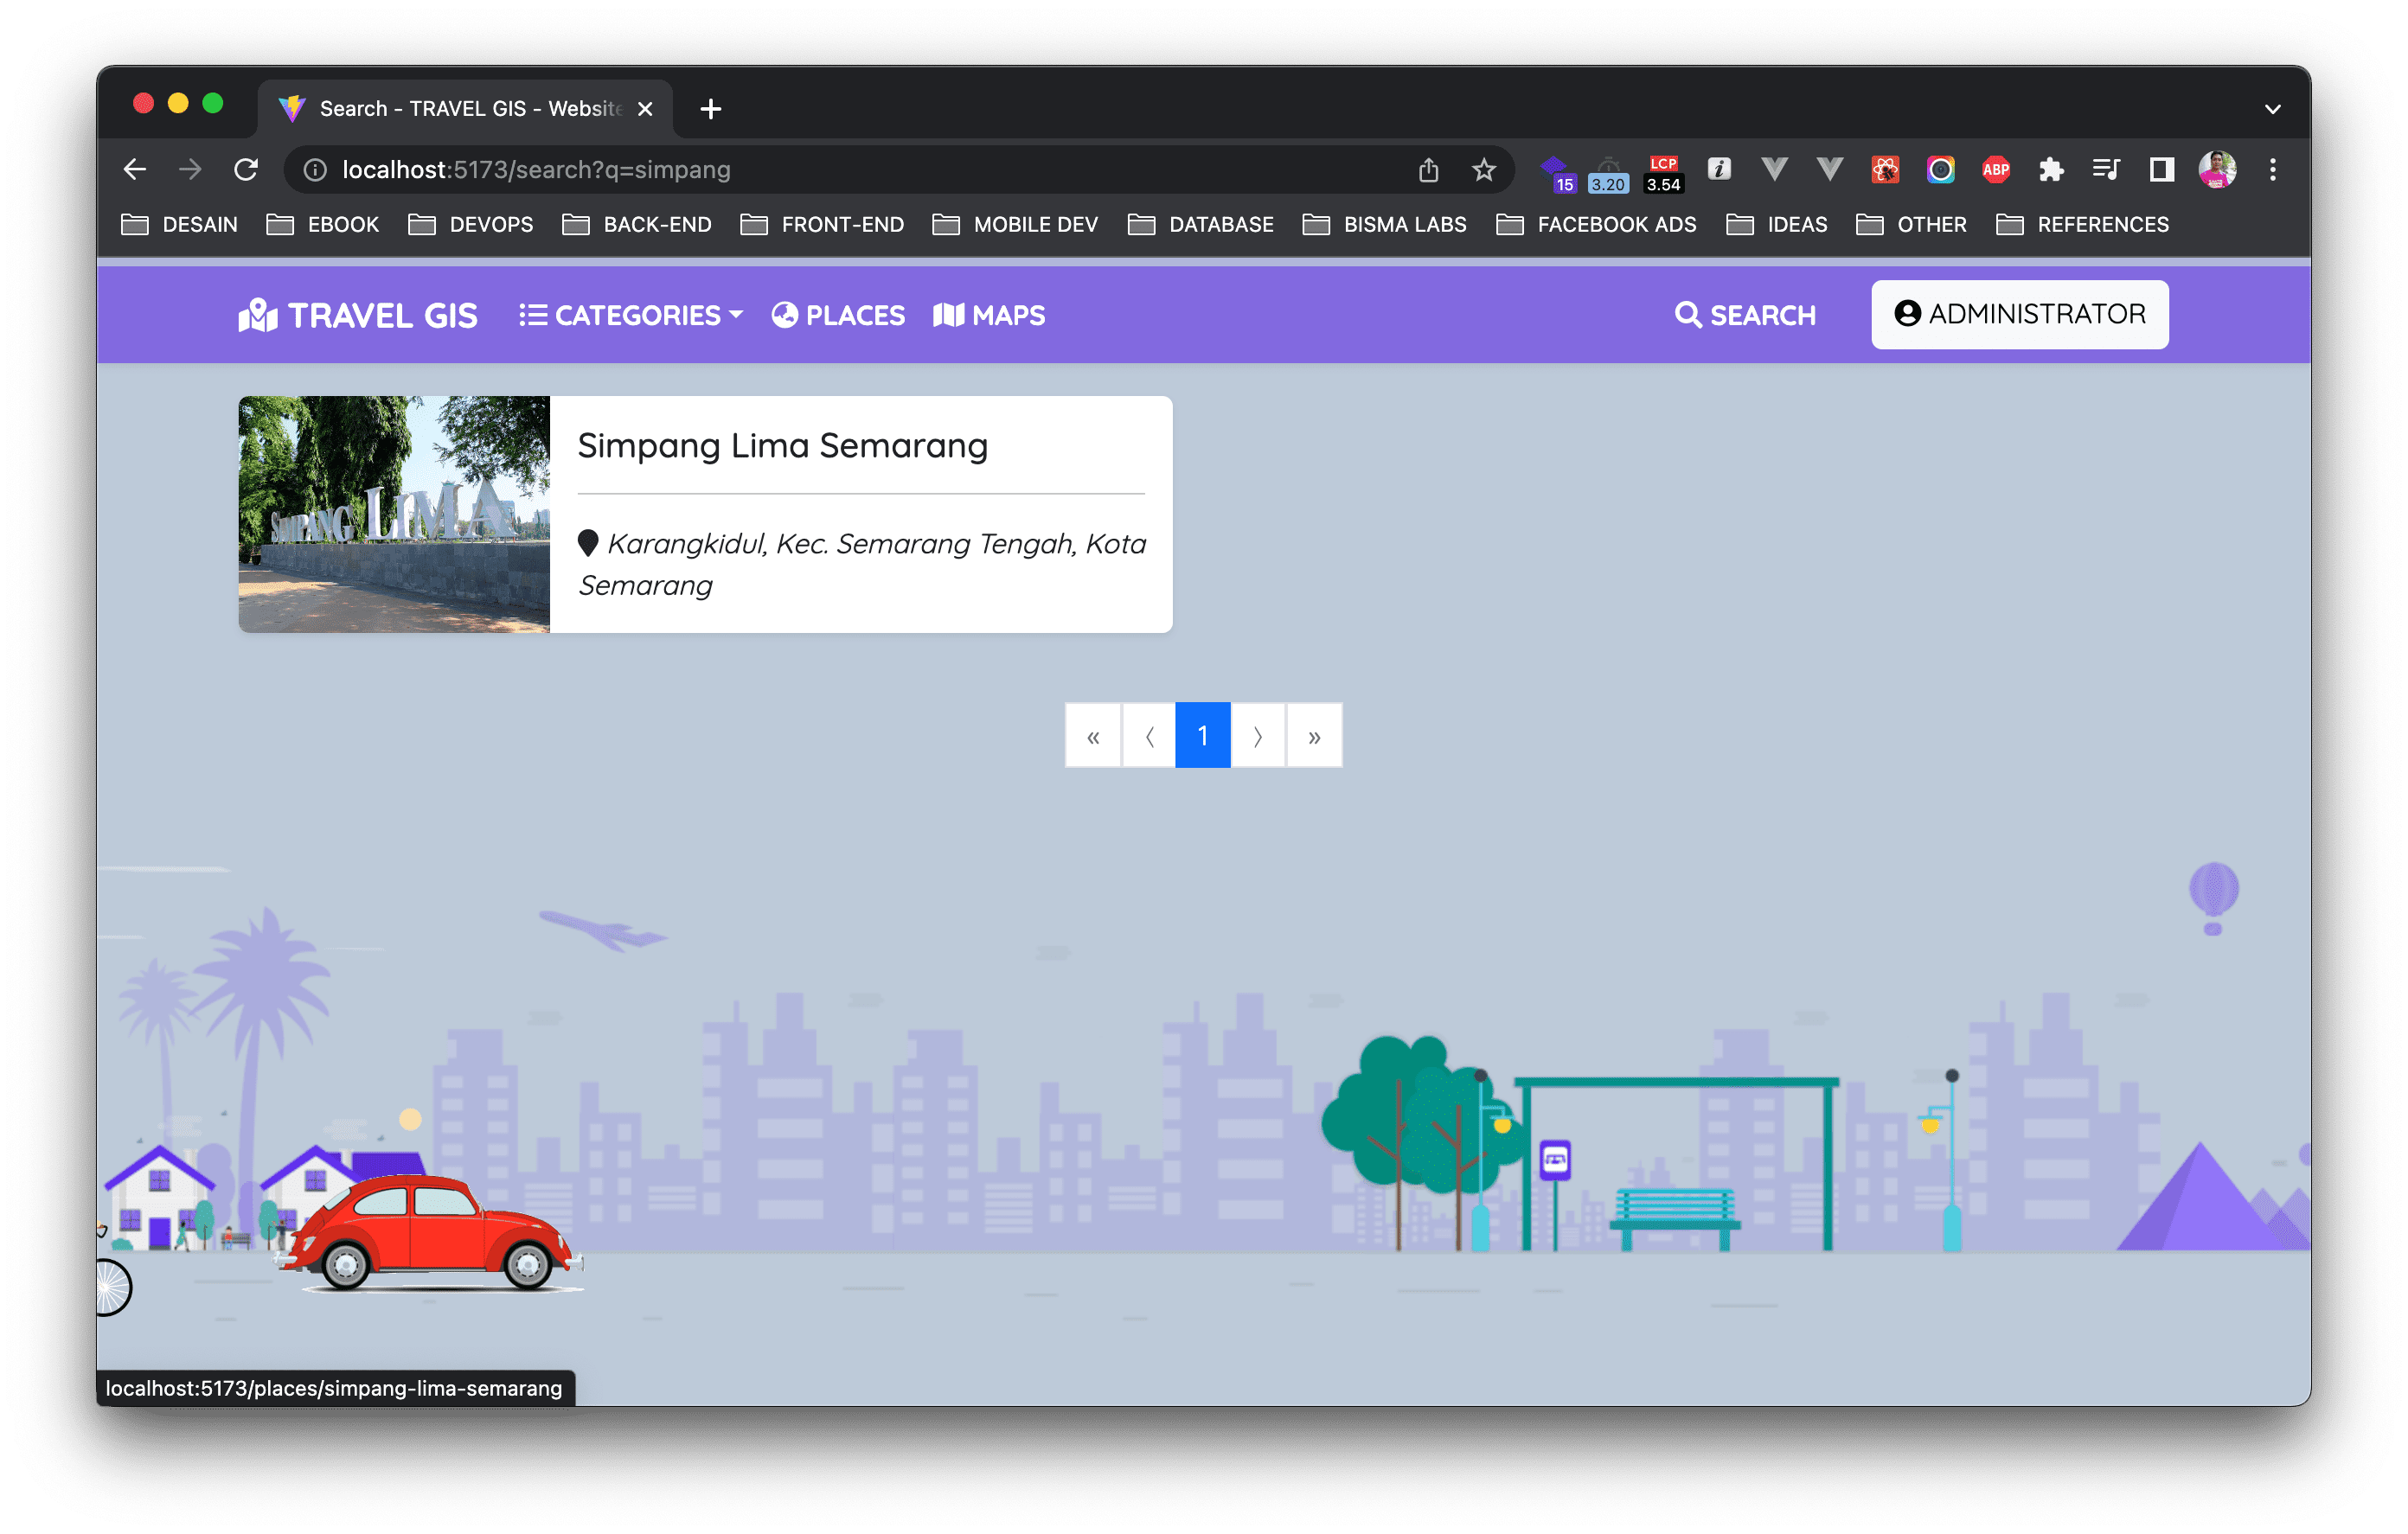 Search - TRAVEL GIS - Website
localhost:5173/search?q=simpang
15
3.20
LCP
3.54
ABP
DESAIN EBOOK DEVOPS BACK-END FRONT-END MOBILE DEV DATABASE BISMA LABS FACEBOOK ADS IDEAS OTHER REFERENCES
TRAVEL GIS CATEGORIES PLACES MAPS SEARCH ADMINISTRATOR
SIMPANG LIMA
Simpang Lima Semarang
Karangkidul, Kec. Semarang Tengah, Kota
Semarang
« 〈 1 〉 »
localhost:5173/places/simpang-lima-semarang